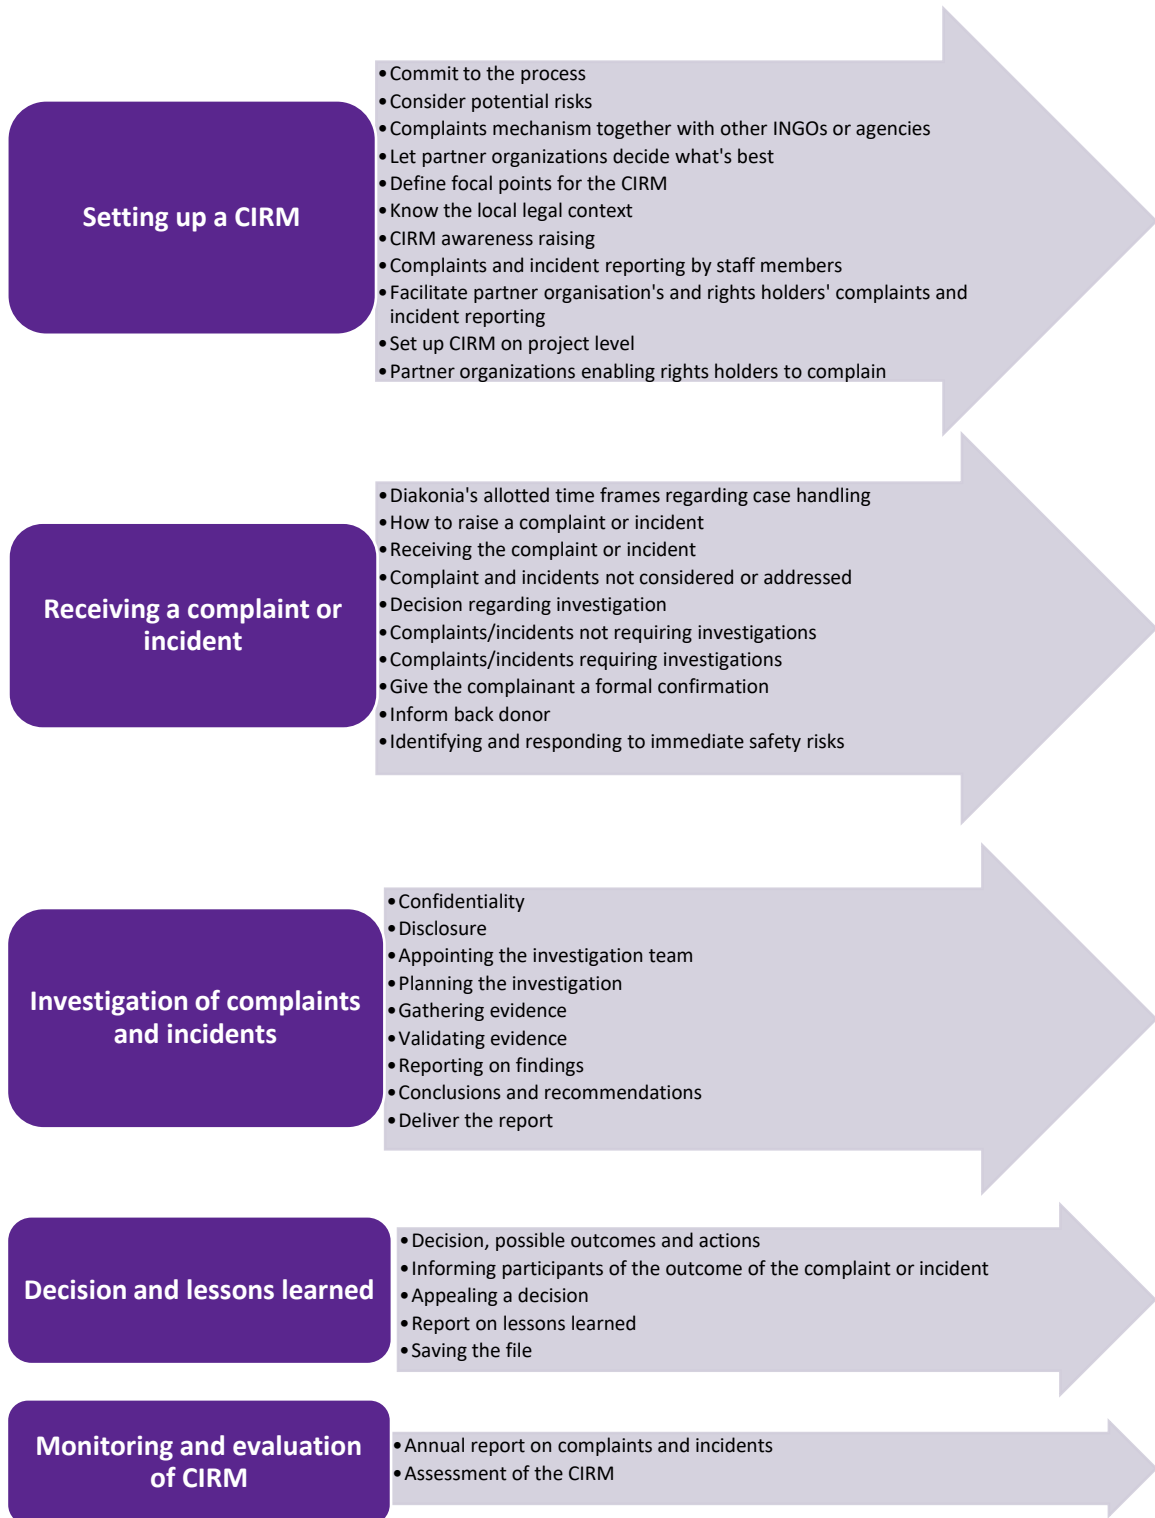 Setting up a CIRM
•Commit to the process
•Consider potential risks
•Complaints mechanism together with other INGOs or agencies
•Let partner organizations decide what's best
•Define focal points for the CIRM
•Know the local legal context
•CIRM awareness raising
•Complaints and incident reporting by staff members
•Facilitate partner organisation's and rights holders' complaints and
incident reporting
•Set up CIRM on project level
•Partner organizations enabling rights holders to complain
Receiving a complaint or
incident
•Diakonia's allotted time frames regarding case handling
•How to raise a complaint or incident
•Receiving the complaint or incident
•Complaint and incidents not considered or addressed
•Decision regarding investigation
•Complaints/incidents not requiring investigations
•Complaints/incidents requiring investigations
•Give the complainant a formal confirmation
•Inform back donor
•Identifying and responding to immediate safety risks
Investigation of complaints
and incidents
•Confidentiality
•Disclosure
•Appointing the investigation team
•Planning the investigation
•Gathering evidence
•Validating evidence
•Reporting on findings
•Conclusions and recommendations
•Deliver the report
Decision and lessons learned
•Decision, possible outcomes and actions
•Informing participants of the outcome of the complaint or incident
•Appealing a decision
•Report on lessons learned
•Saving the file
Monitoring and evaluation
of CIRM
•Annual report on complaints and incidents
•Assessment of the CIRM